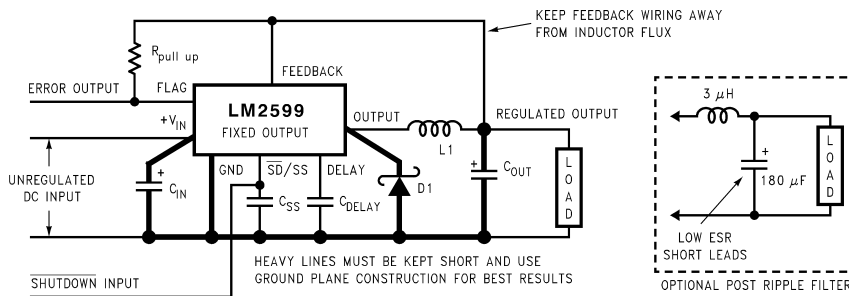 KEEP FEEDBACK WIRING AWAY
FROM INDUCTOR FLUX
Rpull up
FEEDBACK
ERROR OUTPUT
FLAG
LM2599
FIXED OUTPUT
+VIN
OUTPUT
REGULATED OUTPUT
L1
GND
SD/SS
DELAY
UNREGULATED
DC INPUT
+
CIN
CSS
CDELAY
D1
+
COUT
LOAD
HEAVY LINES MUST BE KEPT SHORT AND USE
GROUND PLANE CONSTRUCTION FOR BEST RESULTS
SHUTDOWN INPUT
3 μH
+
180 μF
LOAD
LOW ESR
SHORT LEADS
OPTIONAL POST RIPPLE FILTER